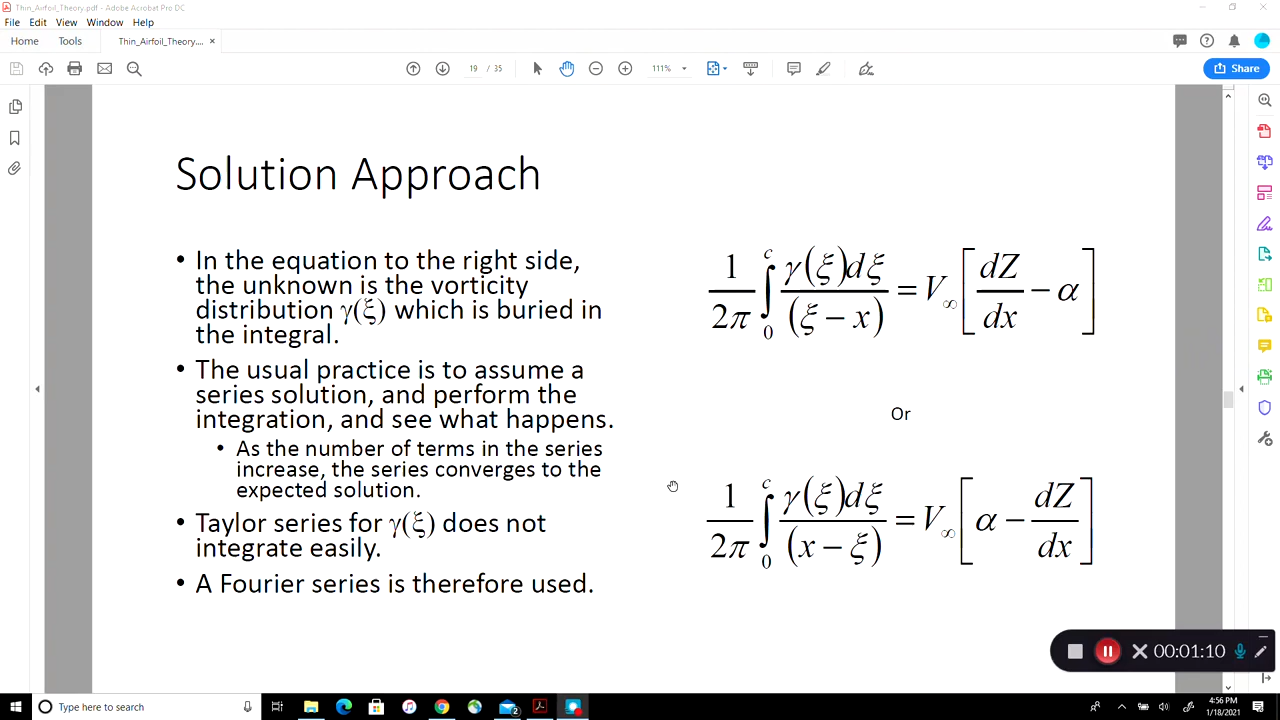 Thin_Airfoil_Theory.pdf - Adobe Acrobat Pro DC
File Edit View Window Help
Home Tools Thin_Airfoil_Theory.... ×
19 / 35 111% Share
Solution Approach
• In the equation to the right side,
the unknown is the vorticity
distribution γ(ξ) which is buried in
the integral.
• The usual practice is to assume a
series solution, and perform the
integration, and see what happens.
• As the number of terms in the series
increase, the series converges to the
expected solution.
• Taylor series for γ(ξ) does not
integrate easily.
• A Fourier series is therefore used.
1/2π ∫₀ᶜ γ(ξ)dξ/(ξ − x) = V∞[dZ/dx − α]
Or
1/2π ∫₀ᶜ γ(ξ)dξ/(x − ξ) = V∞[α − dZ/dx]
00:01:10
Type here to search
2
4:56 PM
1/18/2021